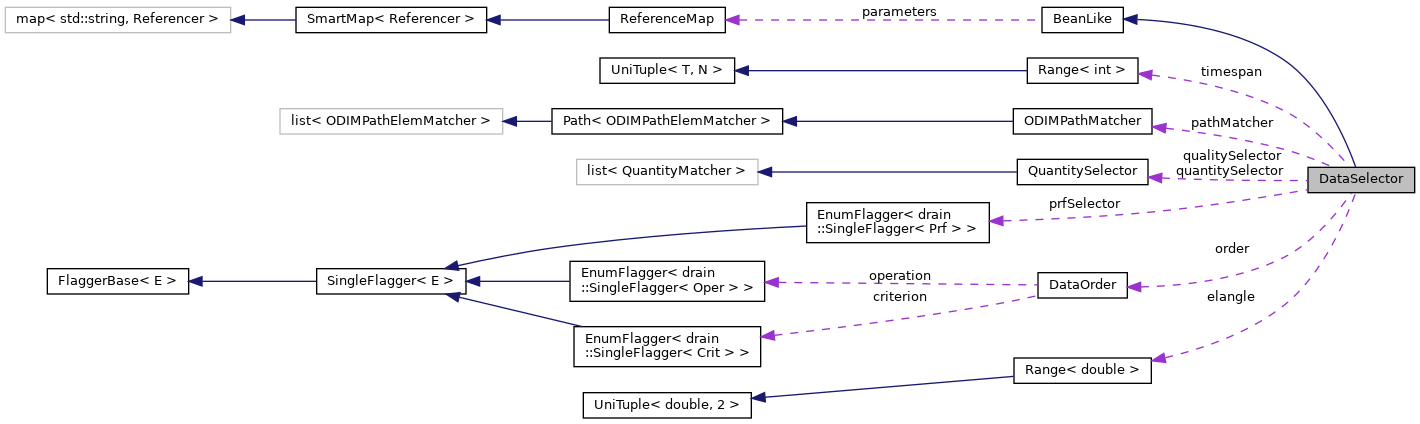 map< std::string, Referencer >
SmartMap< Referencer >
ReferenceMap
parameters
BeanLike
UniTuple< T, N >
Range< int >
timespan
list< ODIMPathElemMatcher >
Path< ODIMPathElemMatcher >
ODIMPathMatcher
pathMatcher
list< QuantityMatcher >
QuantitySelector
qualitySelector
quantitySelector
DataSelector
EnumFlagger< drain
::SingleFlagger< Prf > >
prfSelector
FlaggerBase< E >
SingleFlagger< E >
EnumFlagger< drain
::SingleFlagger< Oper > >
operation
criterion
DataOrder
order
EnumFlagger< drain
::SingleFlagger< Crit > >
elangle
Range< double >
UniTuple< double, 2 >